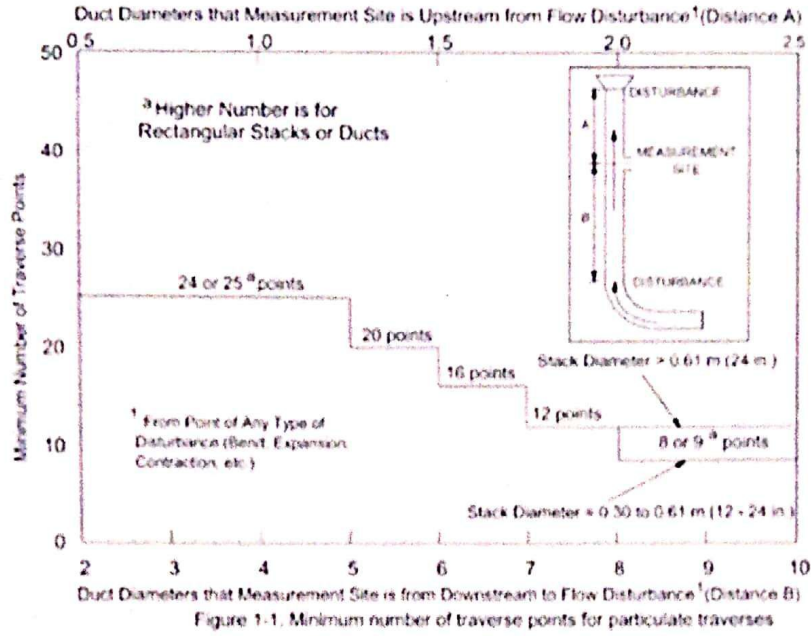 Duct Diameters that Measurement Site is Upstream from Flow Disturbance¹(Distance A)
0.5 1.0 1.5 2.0 2.5
50
40
30
20
10
0
Minimum Number of Traverse Points
ᵃ Higher Number is for
Rectangular Stacks or Ducts
DISTURBANCE
A
MEASUREMENT
SITE
B
DISTURBANCE
24 or 25 ᵃ points
20 points
16 points
12 points
Stack Diameter > 0.61 m (24 in.)
8 or 9 ᵃ points
¹ From Point of Any Type of
Disturbance (Bend, Expansion,
Contraction, etc.)
Stack Diameter = 0.30 to 0.61 m (12 - 24 in.)
2 3 4 5 6 7 8 9 10
Duct Diameters that Measurement Site is from Downstream to Flow Disturbance¹(Distance B)
Figure 1-1. Minimum number of traverse points for particulate traverses